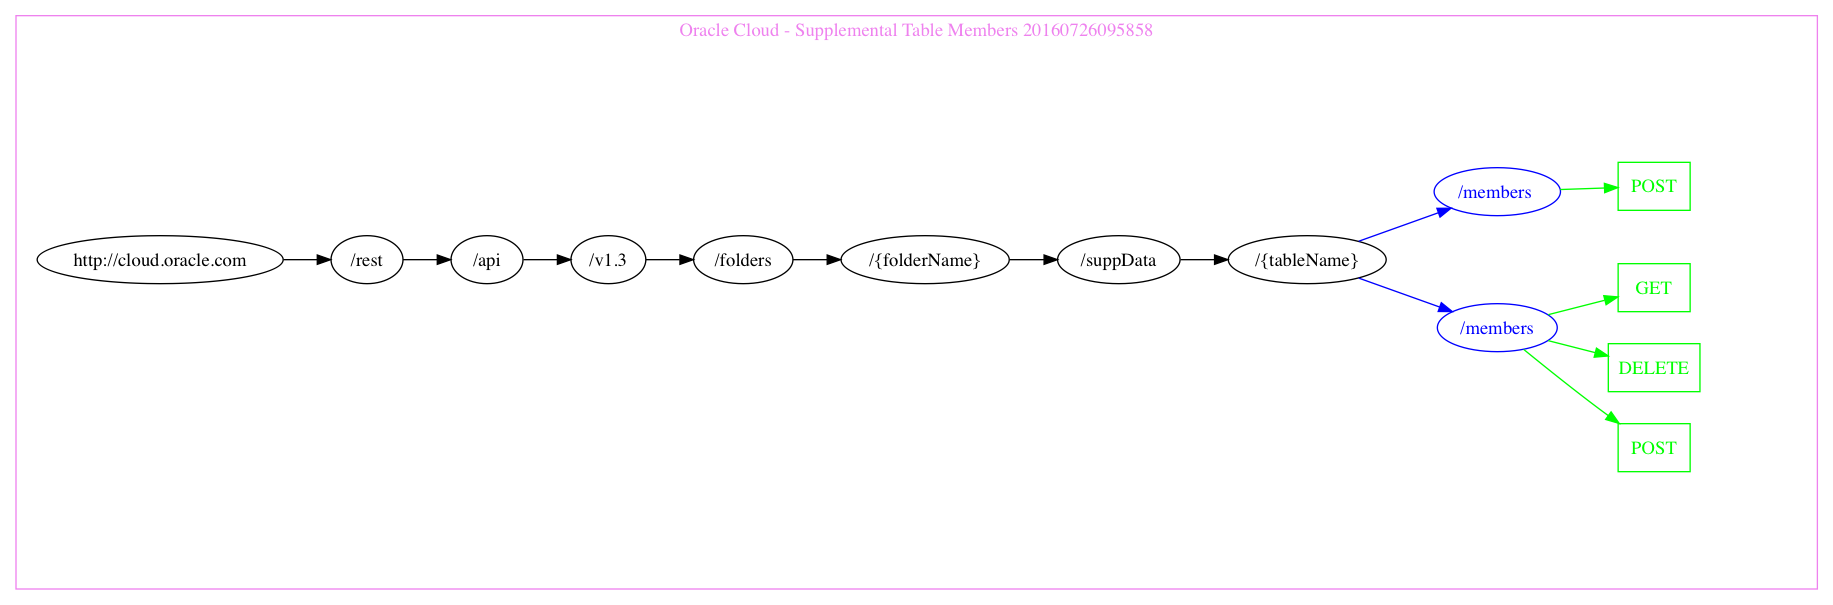 Oracle Cloud - Supplemental Table Members 20160726095858
http://cloud.oracle.com
/rest
/api
/v1.3
/folders
/{folderName}
/suppData
/{tableName}
/members
POST
/members
GET
DELETE
POST